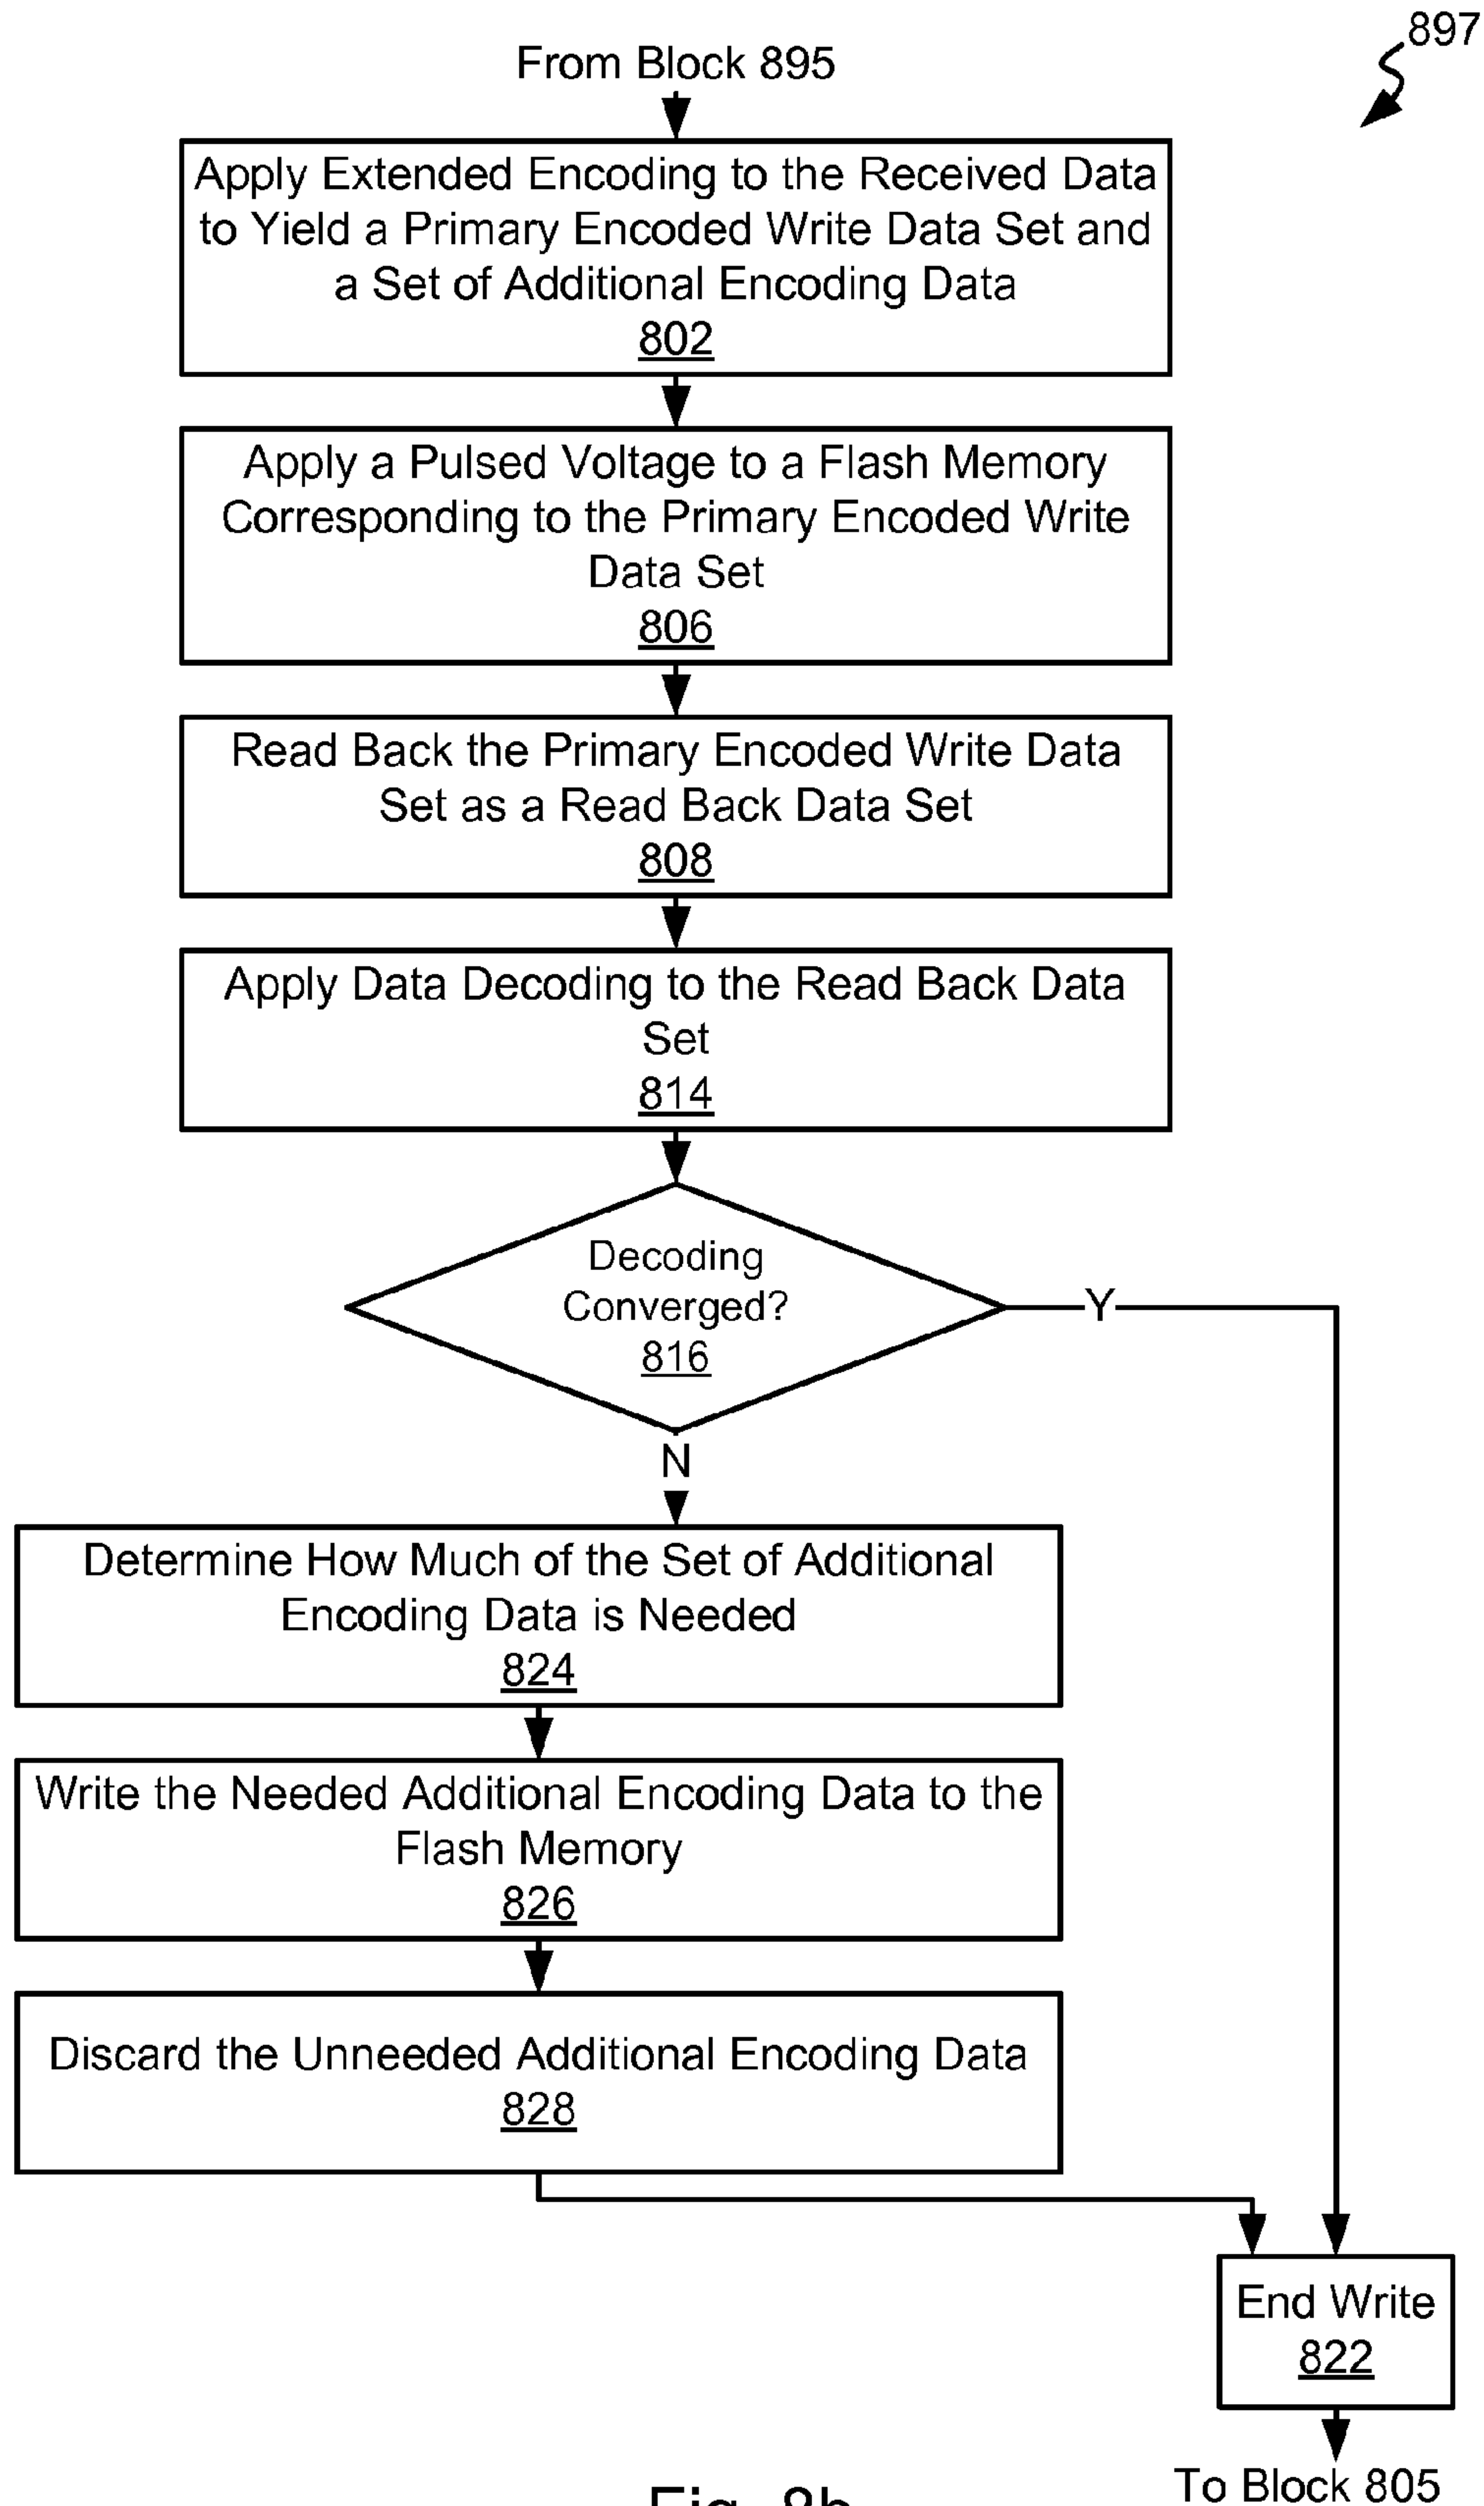 897
From Block 895
Apply Extended Encoding to the Received Data
to Yield a Primary Encoded Write Data Set and
a Set of Additional Encoding Data
802
Apply a Pulsed Voltage to a Flash Memory
Corresponding to the Primary Encoded Write
Data Set
806
Read Back the Primary Encoded Write Data
Set as a Read Back Data Set
808
Apply Data Decoding to the Read Back Data
Set
814
Decoding
Converged?
816
Y
N
Determine How Much of the Set of Additional
Encoding Data is Needed
824
Write the Needed Additional Encoding Data to the
Flash Memory
826
Discard the Unneeded Additional Encoding Data
828
End Write
822
To Block 805
Fig. 8b